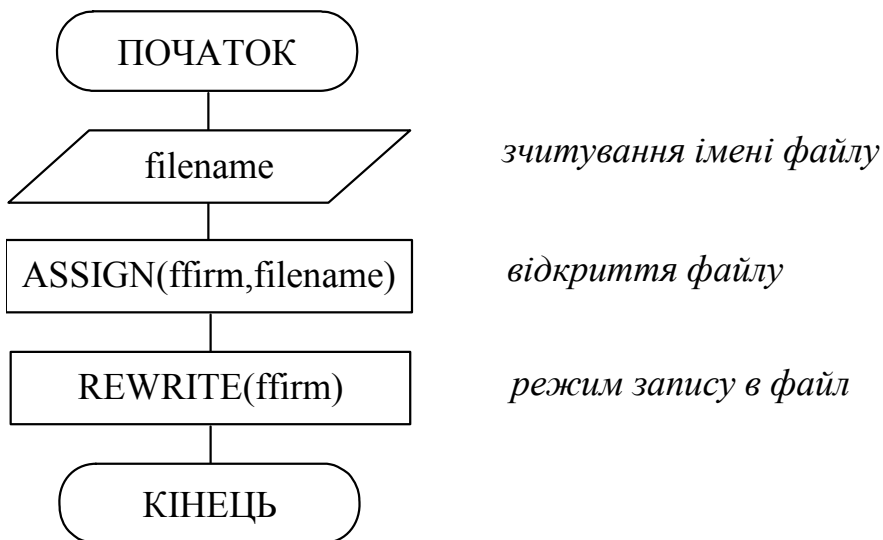 ПОЧАТОК
filename
зчитування імені файлу
ASSIGN(ffirm,filename)
відкриття файлу
REWRITE(ffirm)
режим запису в файл
КІНЕЦЬ